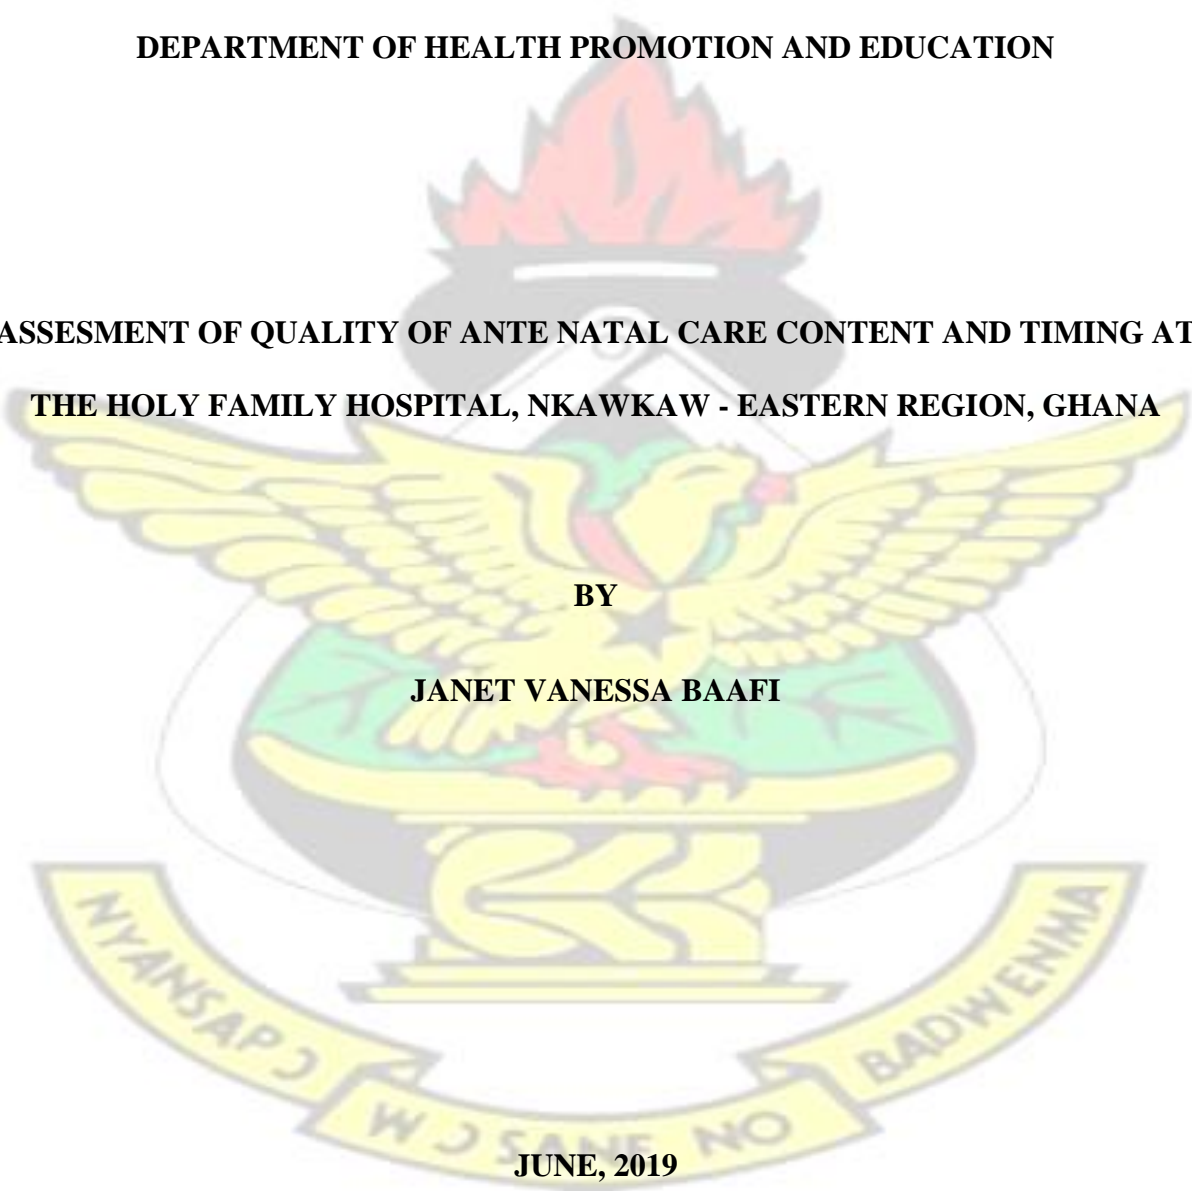 DEPARTMENT OF HEALTH PROMOTION AND EDUCATION
ASSESMENT OF QUALITY OF ANTE NATAL CARE CONTENT AND TIMING AT
THE HOLY FAMILY HOSPITAL, NKAWKAW - EASTERN REGION, GHANA
BY
JANET VANESSA BAAFI
NYANSAPƆ WƆSANE NO BADWENMA
JUNE, 2019